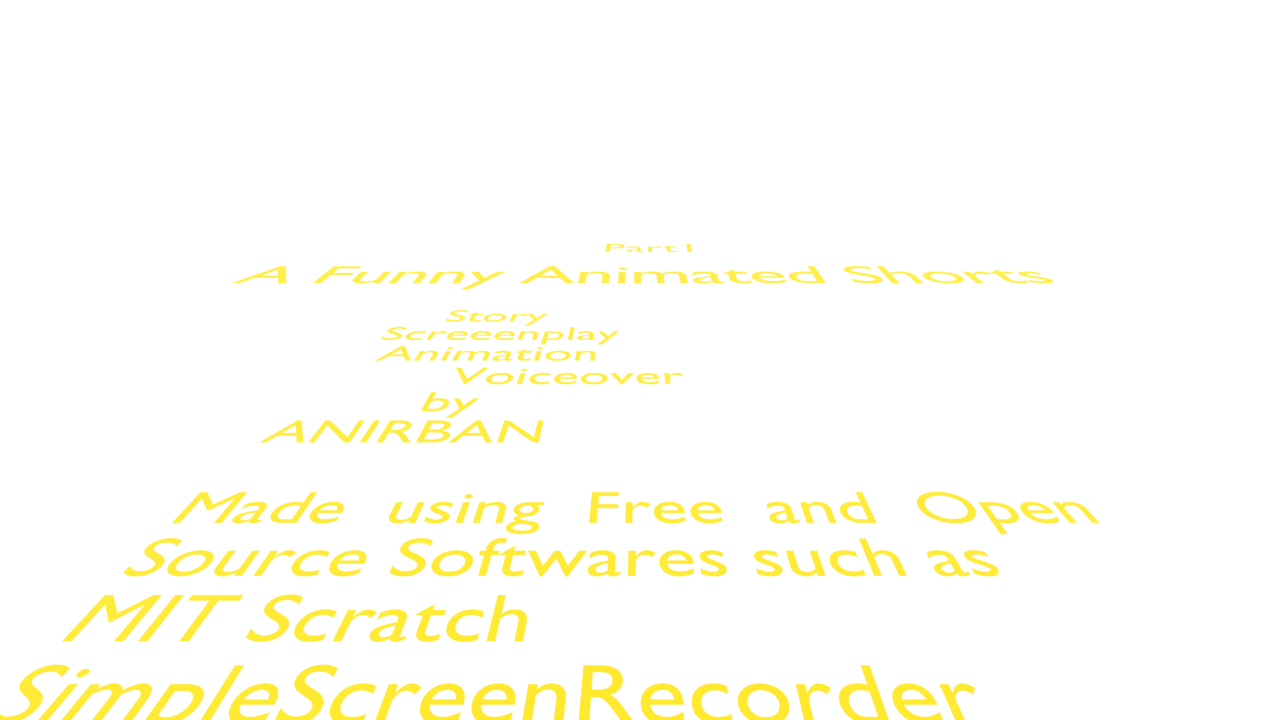 Part I
A Funny Animated Shorts
Story
Screeenplay
Animation
Voiceover
by
ANIRBAN
Made using Free and Open
Source Softwares such as
MIT Scratch
SimpleScreenRecorder